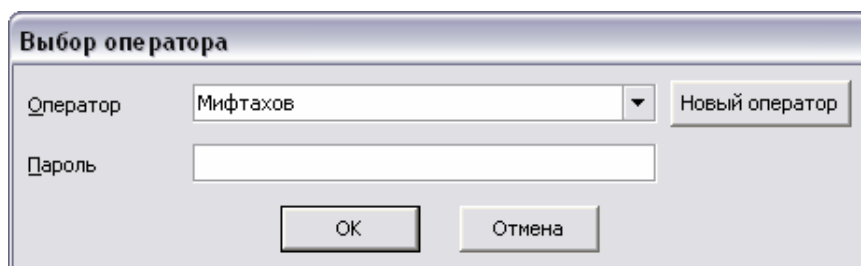 Выбор оператора
Оператор Мифтахов Новый оператор
Пароль
OK Отмена